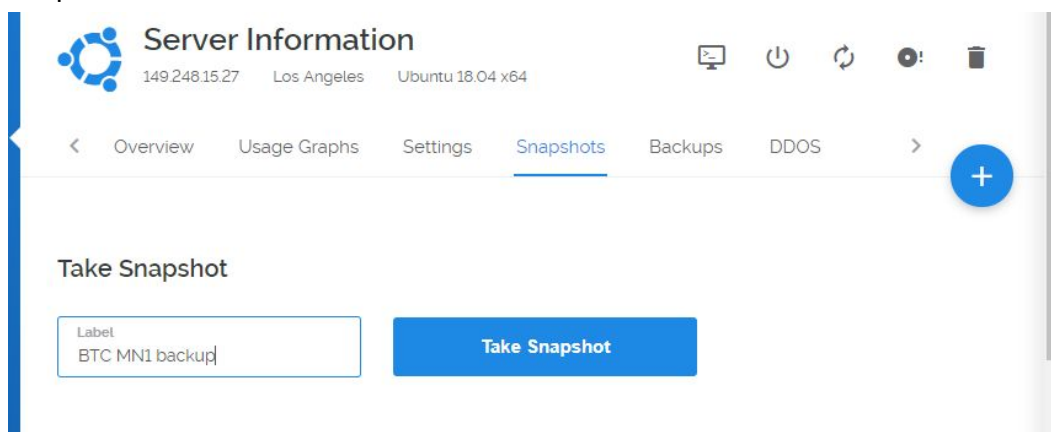 Server Information
149.248.15.27 Los Angeles Ubuntu 18.04 x64
Overview Usage Graphs Settings Snapshots Backups DDOS
Take Snapshot
Label
BTC MN1 backup
Take Snapshot